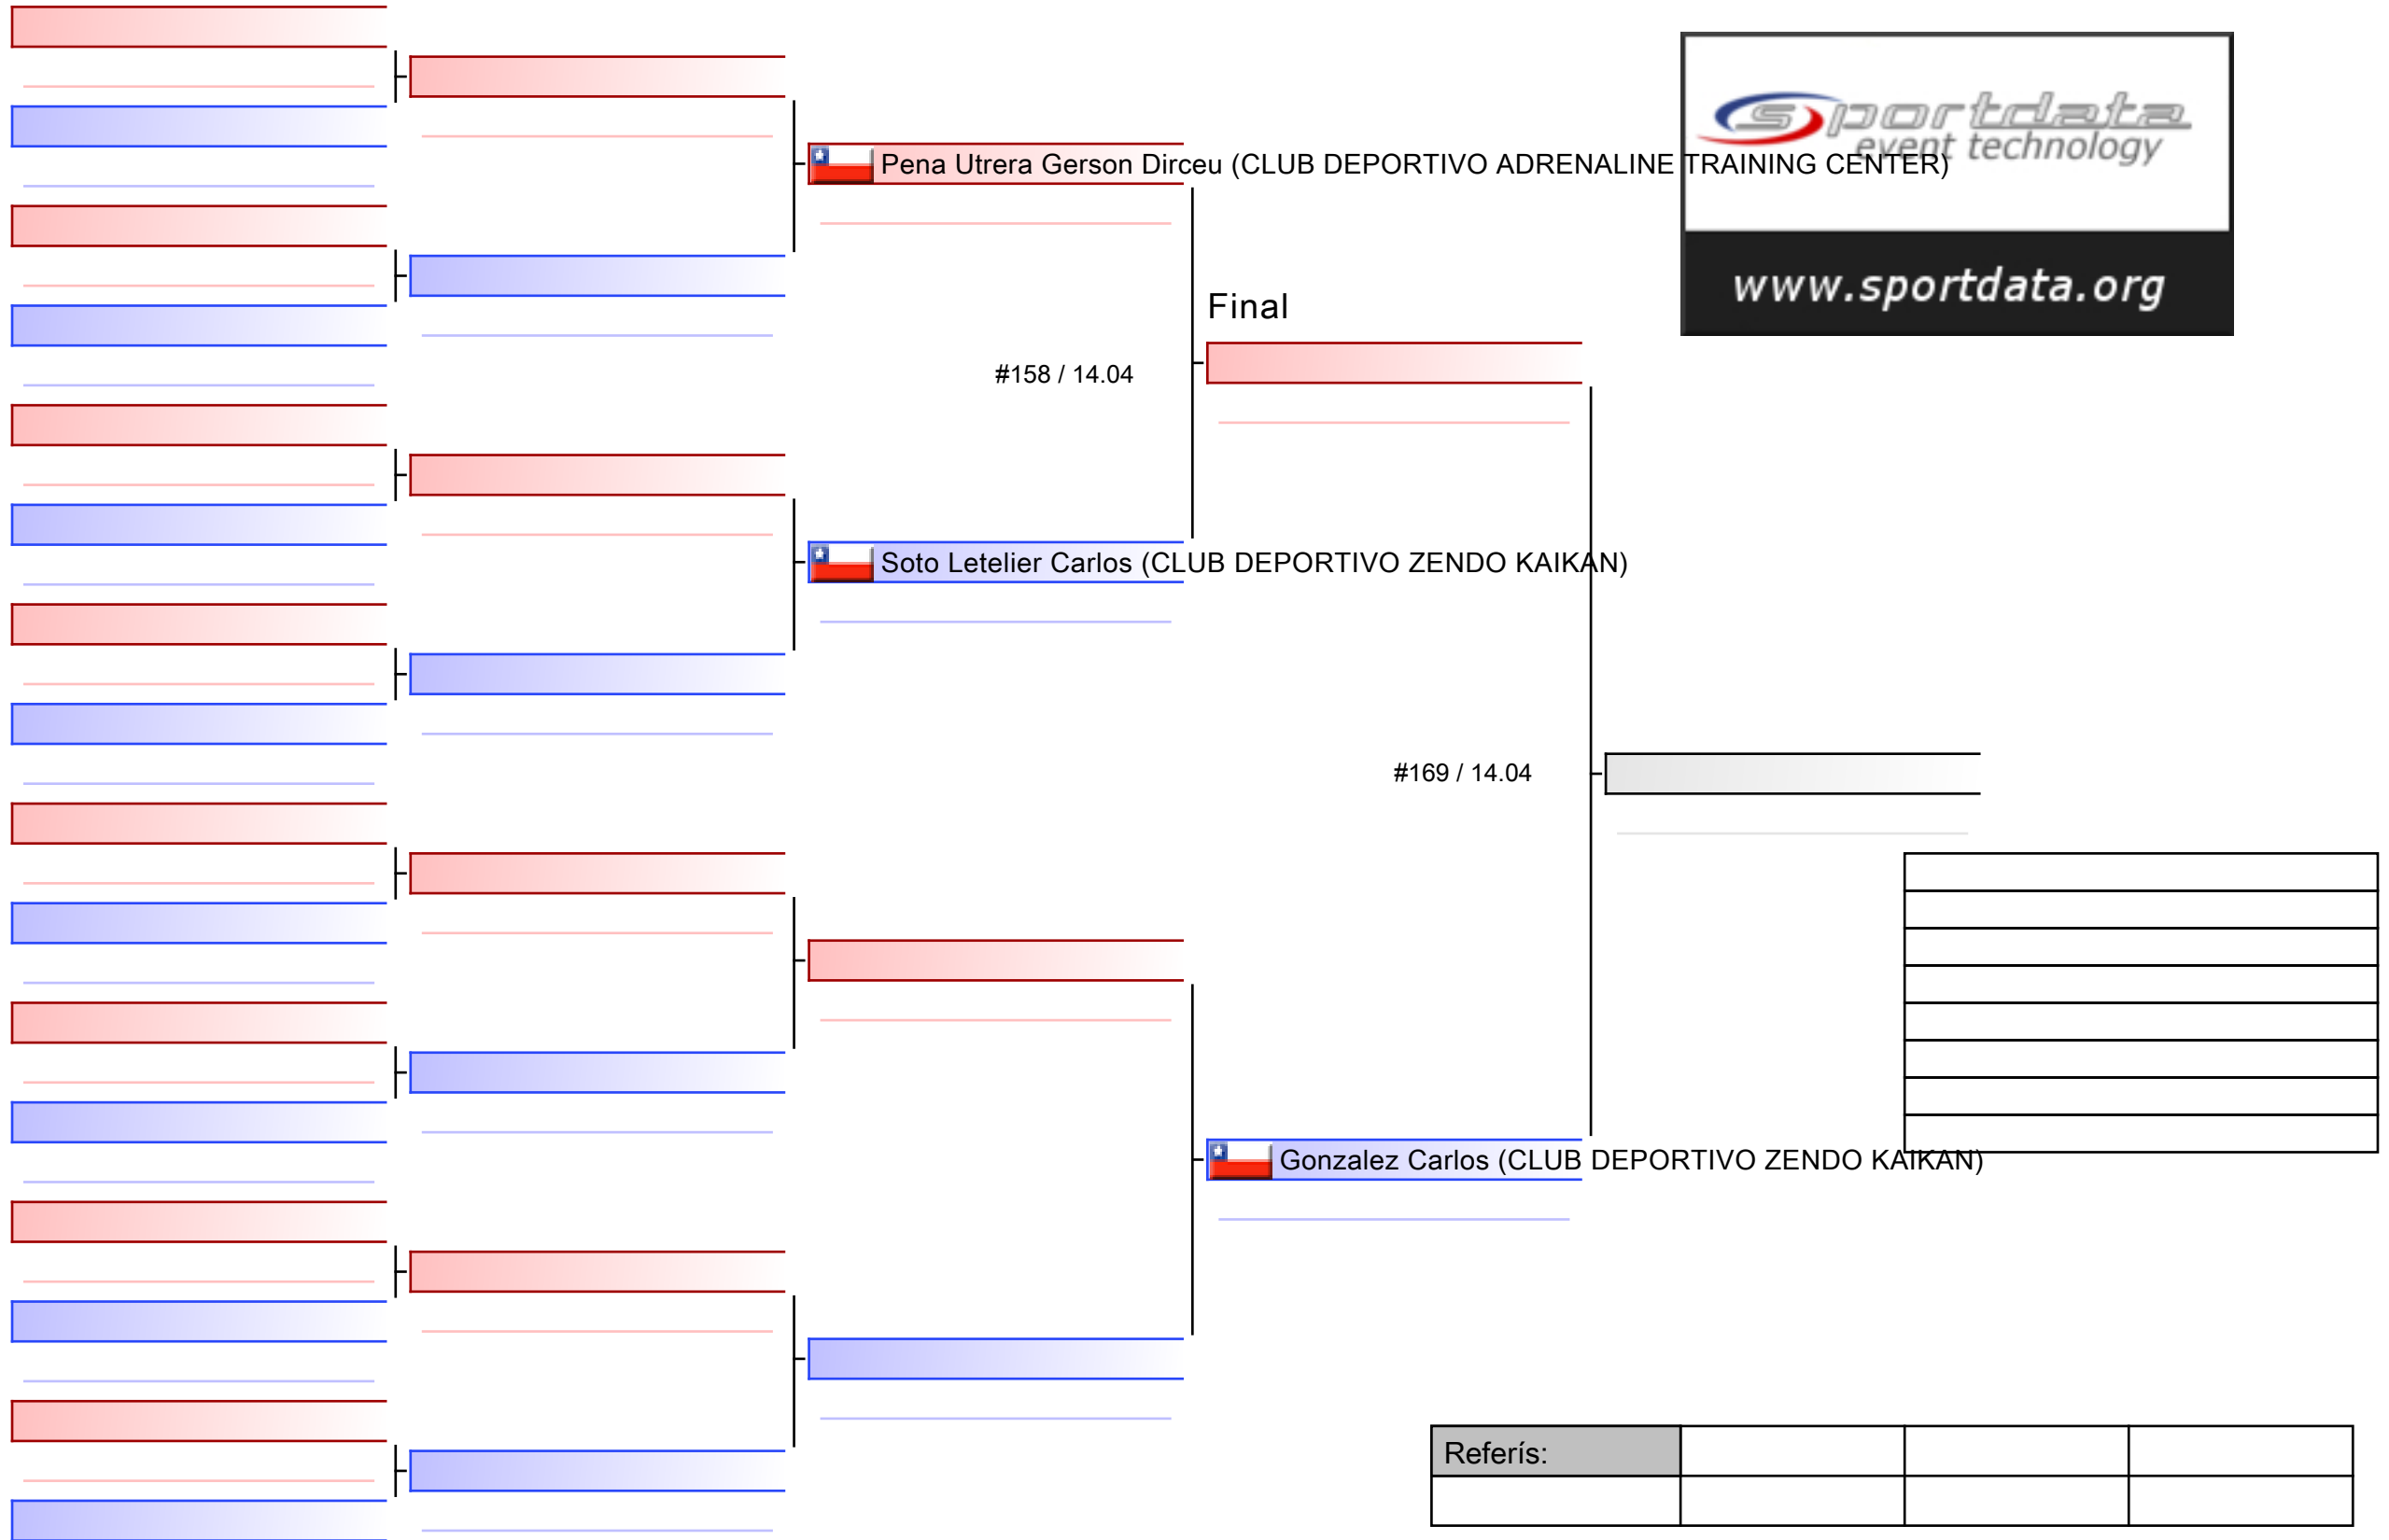 sportdata
event technology
www.sportdata.org
Pena Utrera Gerson Dirceu (CLUB DEPORTIVO ADRENALINE TRAINING CENTER)
Final
#158 / 14.04
Soto Letelier Carlos (CLUB DEPORTIVO ZENDO KAIKAN)
#169 / 14.04
Gonzalez Carlos (CLUB DEPORTIVO ZENDO KAIKAN)
Referís: